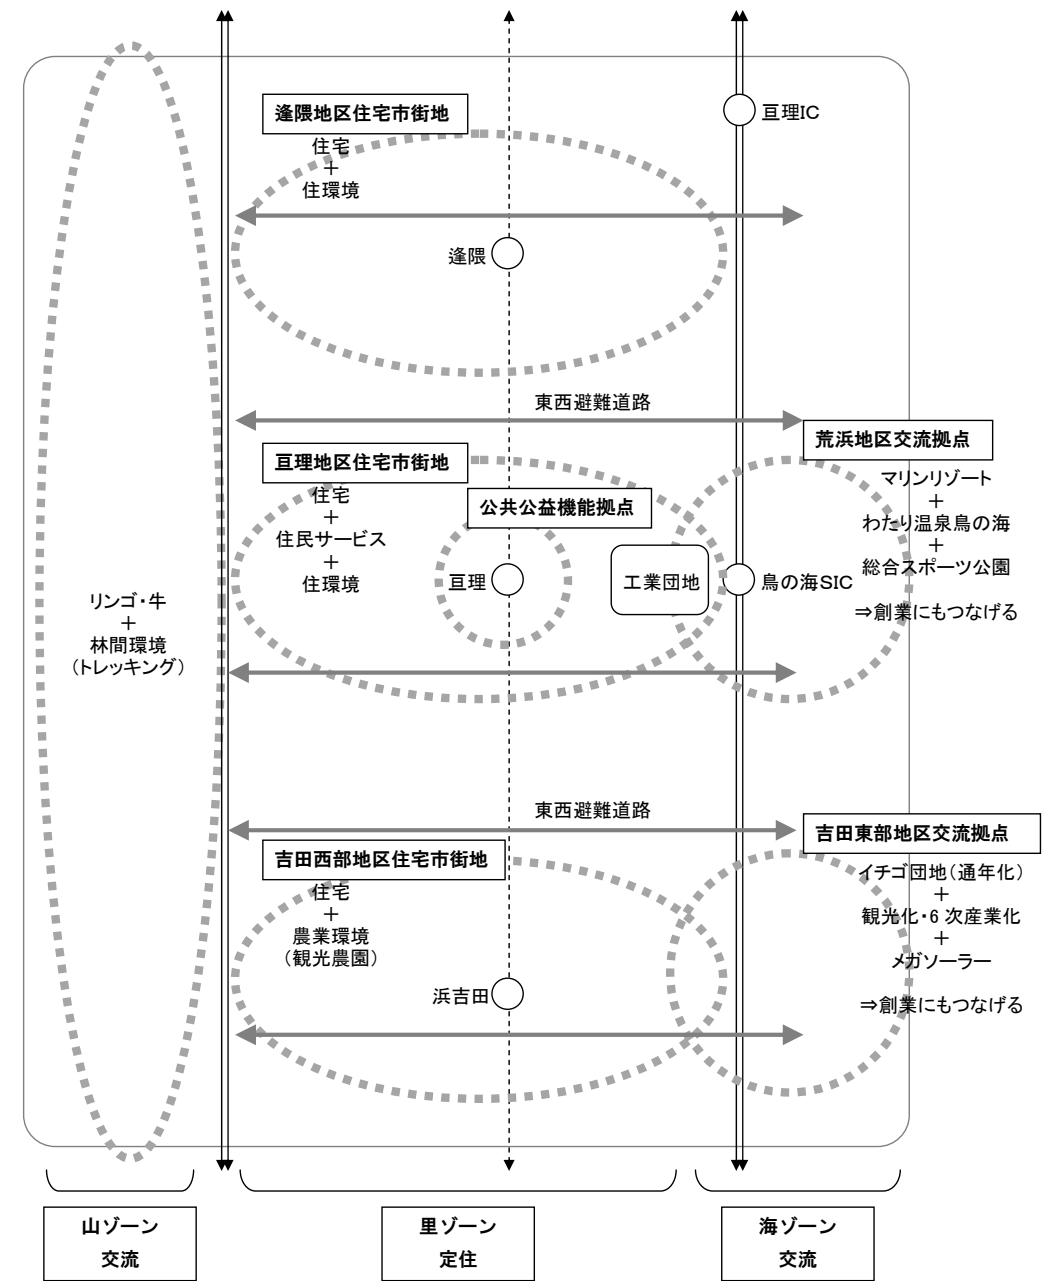 亘理IC
逢隈地区住宅市街地
住宅
＋
住環境
逢隈
東西避難道路
荒浜地区交流拠点
マリンリゾート
＋
わたり温泉鳥の海
＋
総合スポーツ公園
⇒創業にもつなげる
亘理地区住宅市街地
住宅
＋
住民サービス
＋
住環境
公共公益機能拠点
亘理
工業団地
鳥の海SIC
リンゴ・牛
＋
林間環境
（トレッキング）
東西避難道路
吉田東部地区交流拠点
イチゴ団地（通年化）
＋
観光化・6次産業化
＋
メガソーラー
⇒創業にもつなげる
吉田西部地区住宅市街地
住宅
＋
農業環境
（観光農園）
浜吉田
山ゾーン
交流
里ゾーン
定住
海ゾーン
交流